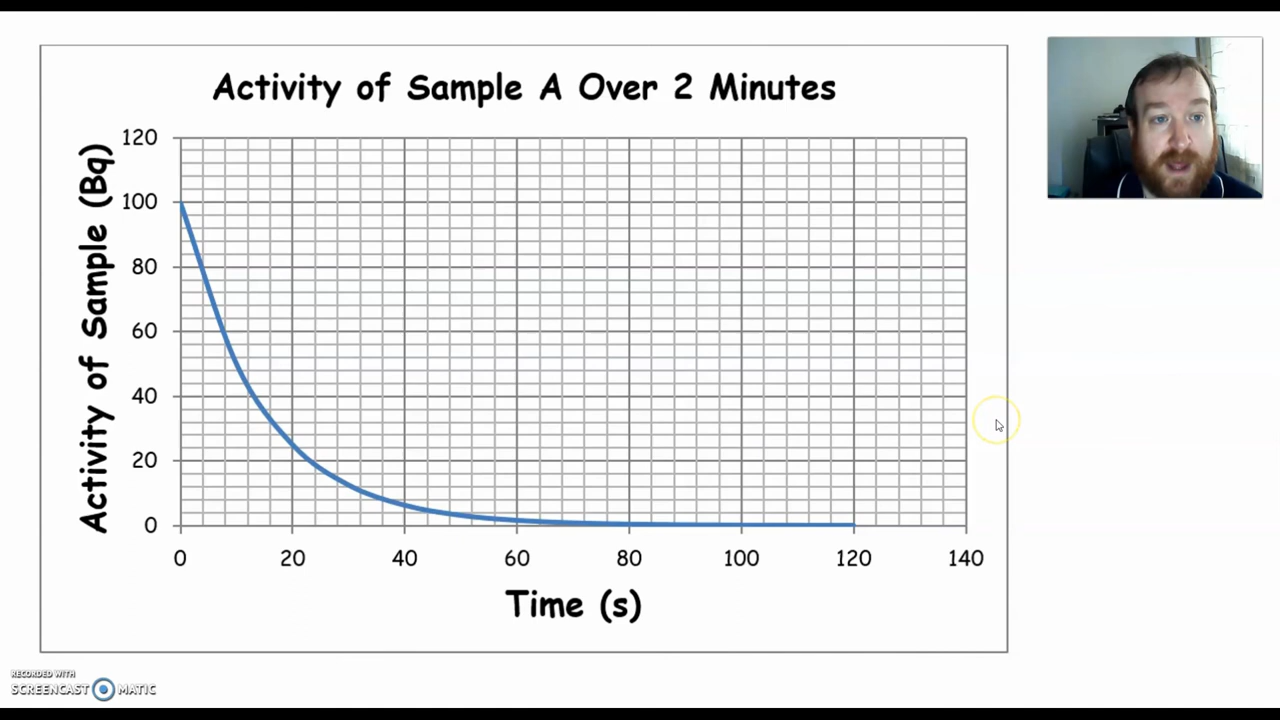 Activity of Sample A Over 2 Minutes
Activity of Sample (Bq)
120
100
80
60
40
20
0
0 20 40 60 80 100 120 140
Time (s)
RECORDED WITH
SCREENCAST MATIC